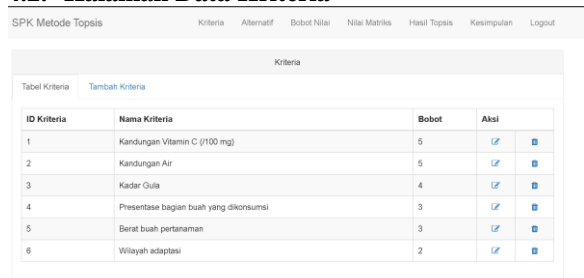 SPK Metode Topsis Kriteria Alternatif Bobot Nilai Nilai Matriks Hasil Topsis Kesimpulan Logout
Kriteria
Tabel Kriteria Tambah Kriteria
ID Kriteria Nama Kriteria Bobot Aksi
1 Kandungan Vitamin C (/100 mg) 5
2 Kandungan Air 5
3 Kadar Gula 4
4 Presentase bagian buah yang dikonsumsi 3
5 Berat buah pertanaman 3
6 Wilayah adaptasi 2